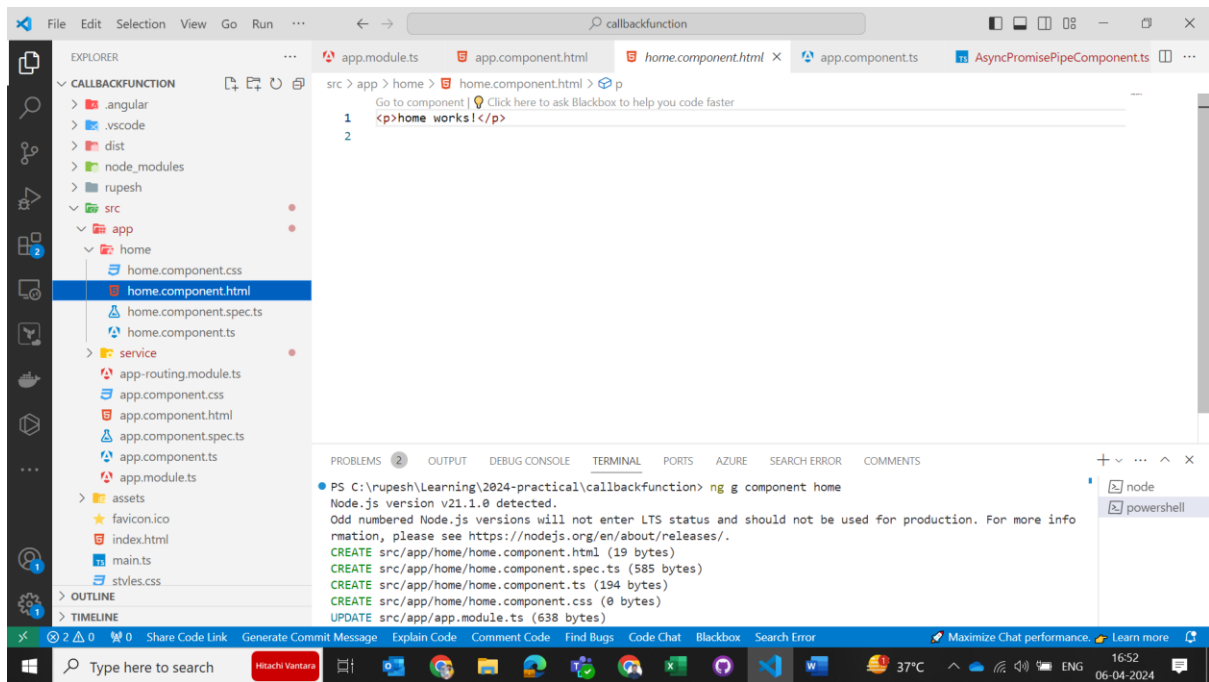 File Edit Selection View Go Run ··· callbackfunction
EXPLORER ···
CALLBACKFUNCTION
.angular
.vscode
dist
node_modules
rupesh
src
app
home
home.component.css
home.component.html
home.component.spec.ts
home.component.ts
service
app-routing.module.ts
app.component.css
app.component.html
app.component.spec.ts
app.component.ts
app.module.ts
assets
favicon.ico
index.html
main.ts
styles.css
OUTLINE
TIMELINE
app.module.ts app.component.html home.component.html app.component.ts AsyncPromisePipeComponent.ts ···
src > app > home > home.component.html > p
Go to component | Click here to ask Blackbox to help you code faster
1 <p>home works!</p>
2
PROBLEMS 2 OUTPUT DEBUG CONSOLE TERMINAL PORTS AZURE SEARCH ERROR COMMENTS
PS C:\rupesh\Learning\2024-practical\callbackfunction> ng g component home
Node.js version v21.1.0 detected.
Odd numbered Node.js versions will not enter LTS status and should not be used for production. For more info
rmation, please see https://nodejs.org/en/about/releases/.
CREATE src/app/home/home.component.html (19 bytes)
CREATE src/app/home/home.component.spec.ts (585 bytes)
CREATE src/app/home/home.component.ts (194 bytes)
CREATE src/app/home/home.component.css (0 bytes)
UPDATE src/app/app.module.ts (638 bytes)
node
powershell
2
1
1
2 0 0 Share Code Link Generate Commit Message Explain Code Comment Code Find Bugs Code Chat Blackbox Search Error Maximize Chat performance. Learn more
Type here to search Hitachi Vantara 37°C ENG 16:52
06-04-2024